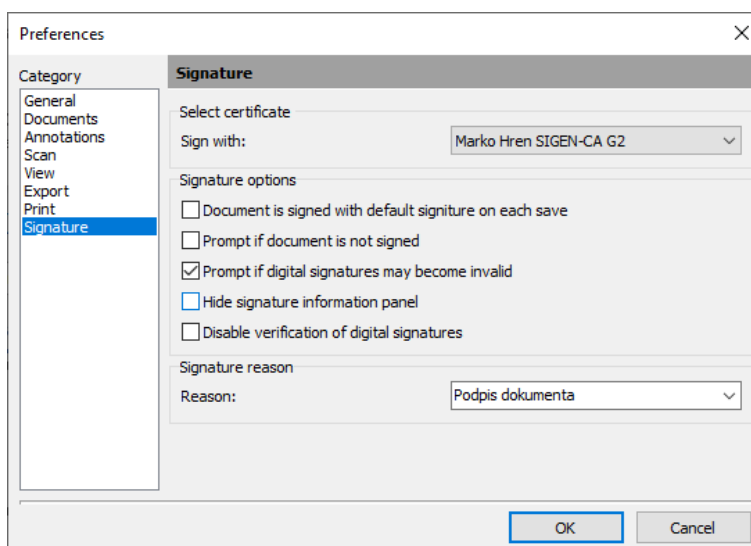 Preferences
Category
General
Documents
Annotations
Scan
View
Export
Print
Signature
Signature
Select certificate
Sign with: Marko Hren SIGEN-CA G2
Signature options
Document is signed with default signiture on each save
Prompt if document is not signed
Prompt if digital signatures may become invalid
Hide signature information panel
Disable verification of digital signatures
Signature reason
Reason: Podpis dokumenta
OK Cancel